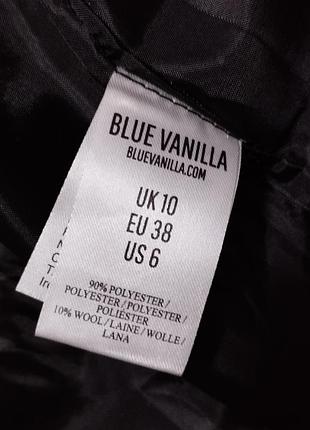 BLUE VANILLA
BLUEVANILLA.COM
UK 10
EU 38
US 6
90% POLYESTER /
POLYESTER / POLYESTER /
POLIÉSTER
10% WOOL / LAINE / WOLLE /
LANA